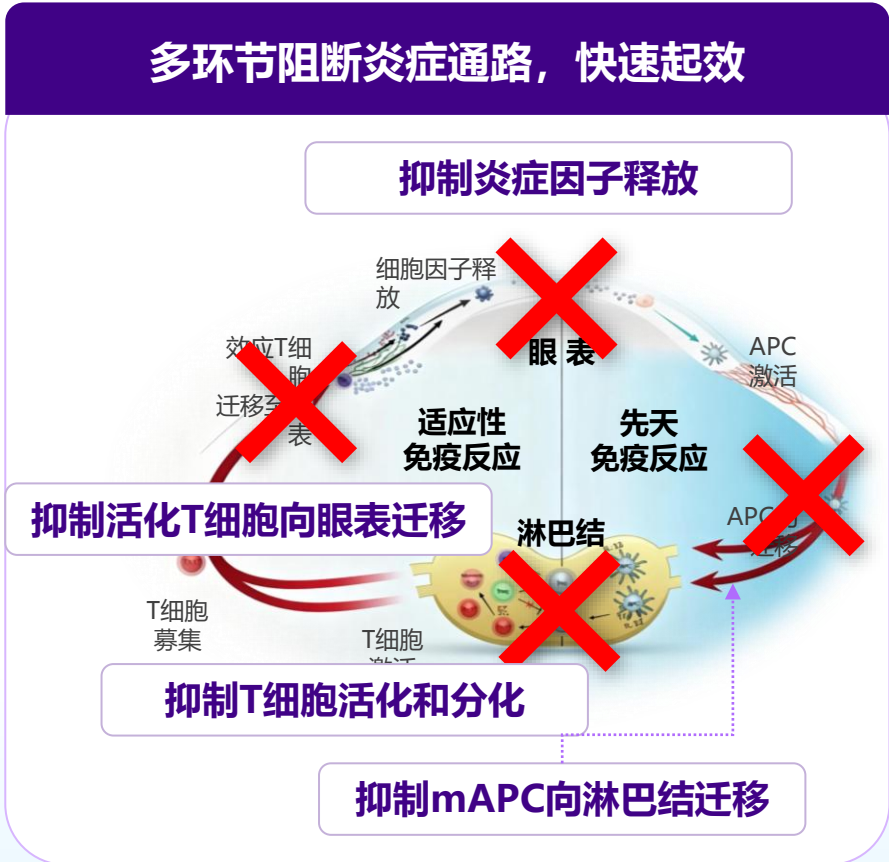 多环节阻断炎症通路，快速起效
抑制炎症因子释放
细胞因子释
放
眼 表
效应T细
胞
迁移至
表
APC
激活
适应性
免疫反应
先天
免疫反应
抑制活化T细胞向眼表迁移
淋巴结
APC
迁移
T细胞
募集
T细胞
激活
抑制T细胞活化和分化
抑制mAPC向淋巴结迁移